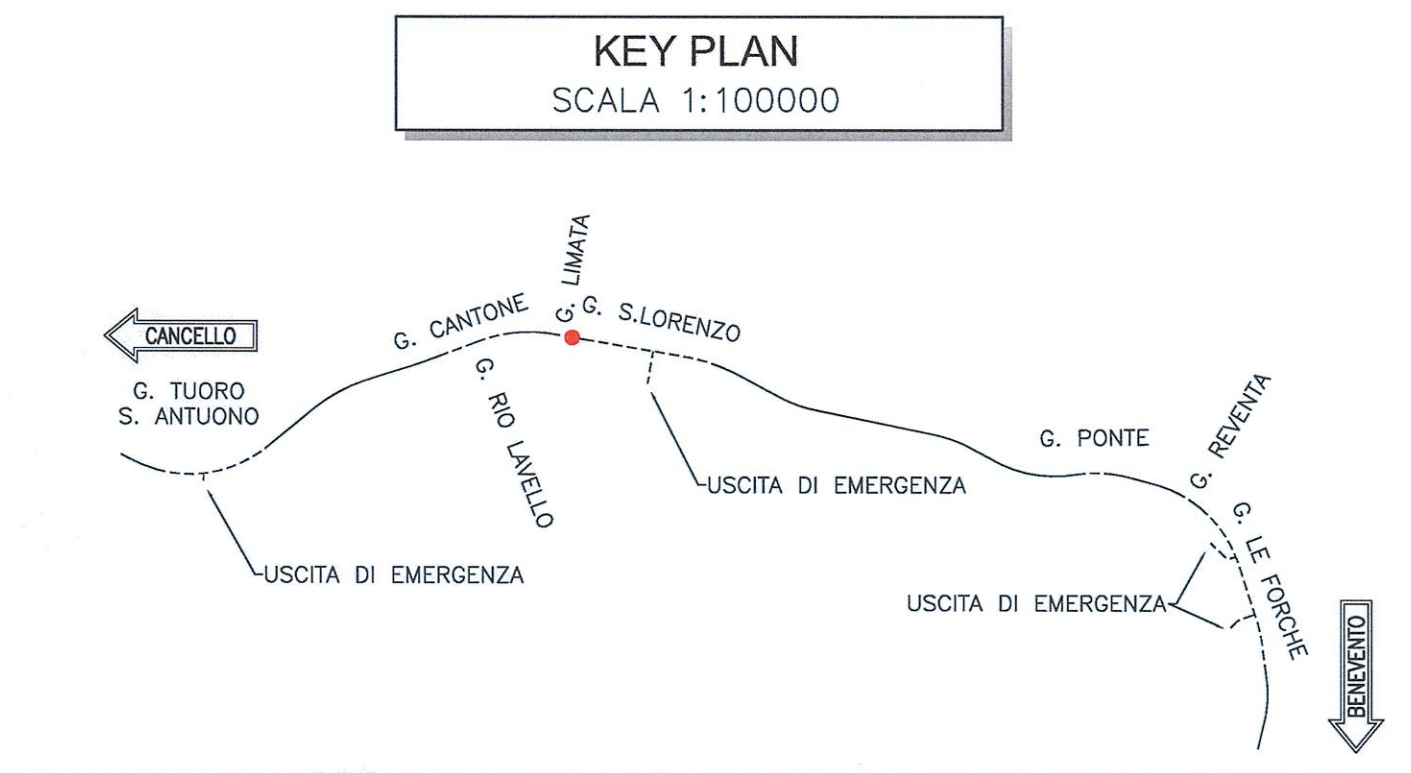 KEY PLAN
SCALA 1:100000
G. LIMATA
G. CANTONE
G. S.LORENZO
CANCELLO
G. TUORO
S. ANTUONO
G. RIO LAVELLO
G. REVENTA
G. PONTE
USCITA DI EMERGENZA
G. LE FORCHE
USCITA DI EMERGENZA
USCITA DI EMERGENZA
BENEVENTO